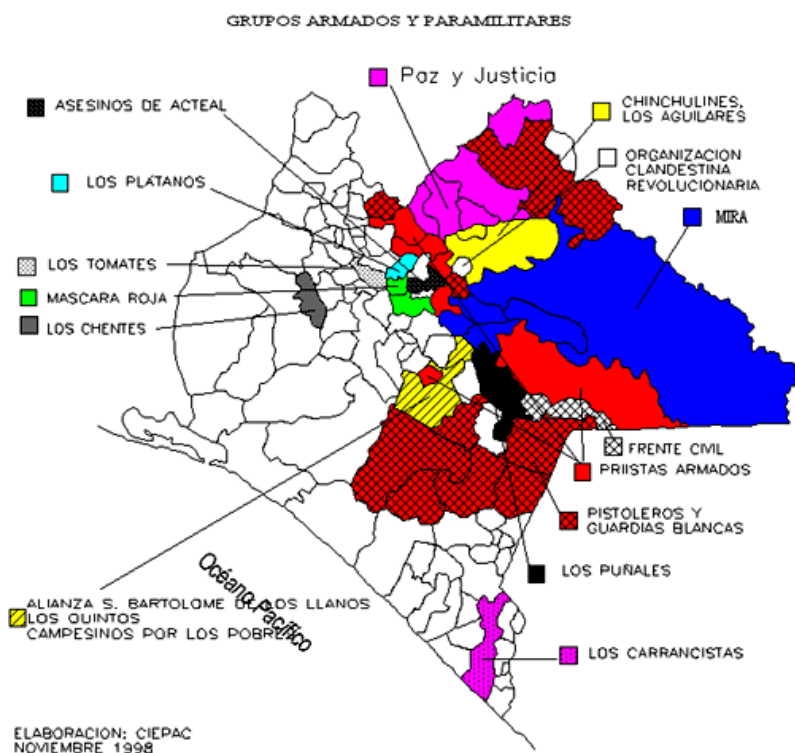 GRUPOS ARMADOS Y PARAMILITARES
Paz y Justicia
ASESINOS DE ACTEAL
CHINCHULINES,
LOS AGUILARES
ORGANIZACION
CLANDESTINA
REVOLUCIONARIA
LOS PLATANOS
MIRA
LOS TOMATES
MASCARA ROJA
LOS CHENTES
FRENTE CIVIL
PRIISTAS ARMADOS
PISTOLEROS Y
GUARDIAS BLANCAS
LOS PUÑALES
Océano Pacífico
ALIANZA S. BARTOLOME DE LOS LLANOS
LOS QUINTOS
CAMPESINOS POR LOS POBRES
LOS CARRANCISTAS
ELABORACION: CIEPAC
NOVIEMBRE 1998